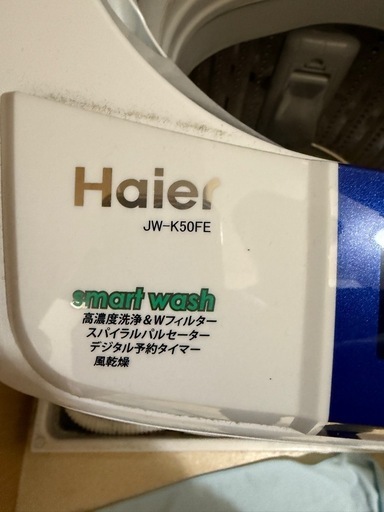 Haier
JW-K50FE
smart wash
高濃度洗浄&Wフィルター
スパイラルパルセーター
デジタル予約タイマー
風乾燥